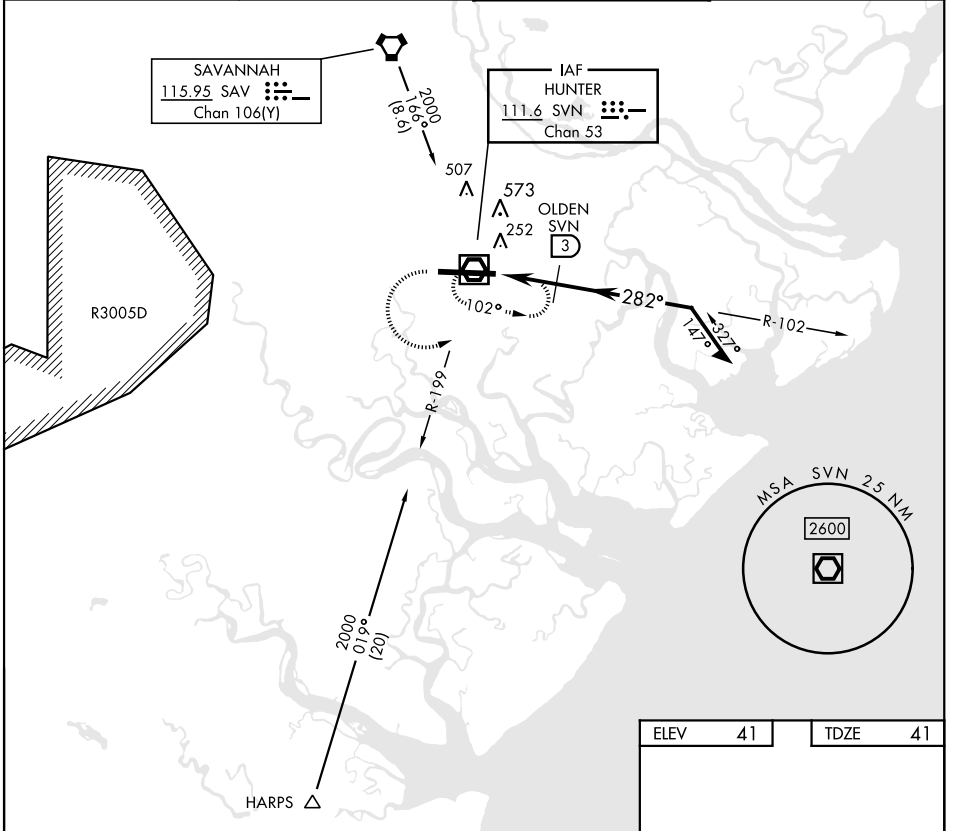 SAVANNAH
115.95 SAV
Chan 106(Y)
IAF
HUNTER
111.6 SVN
Chan 53
2000
166°
(8.6)
507
573
252
OLDEN
SVN
3
R3005D
102°
282°
R-102
147°
327°
R-199
MSA SVN 25 NM
2600
2000
019°
(20)
ELEV 41
TDZE 41
HARPS